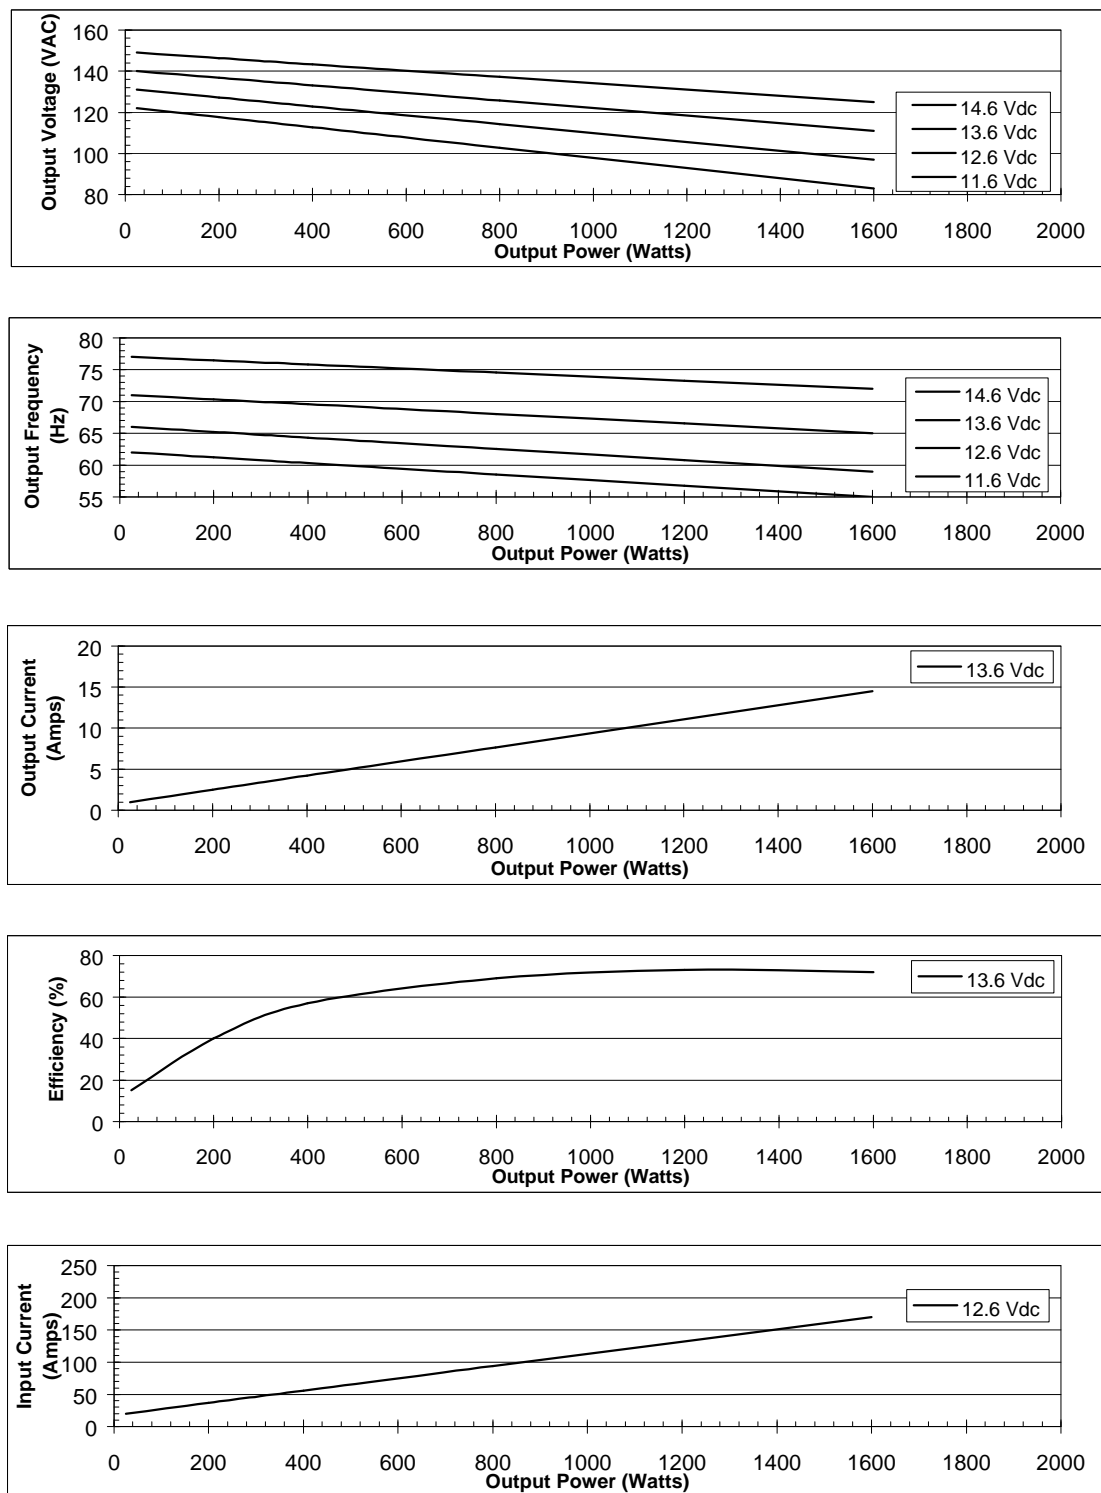 Output Voltage (VAC)
160
140
120
100
80
14.6 Vdc
13.6 Vdc
12.6 Vdc
11.6 Vdc
0 200 400 600 800 1000 1200 1400 1600 1800 2000
Output Power (Watts)
Output Frequency
(Hz)
80
75
70
65
60
55
14.6 Vdc
13.6 Vdc
12.6 Vdc
11.6 Vdc
0 200 400 600 800 1000 1200 1400 1600 1800 2000
Output Power (Watts)
Output Current
(Amps)
20
15
10
5
0
13.6 Vdc
0 200 400 600 800 1000 1200 1400 1600 1800 2000
Output Power (Watts)
Efficiency (%)
80
60
40
20
0
13.6 Vdc
0 200 400 600 800 1000 1200 1400 1600 1800 2000
Output Power (Watts)
Input Current
(Amps)
250
200
150
100
50
0
12.6 Vdc
0 200 400 600 800 1000 1200 1400 1600 1800 2000
Output Power (Watts)